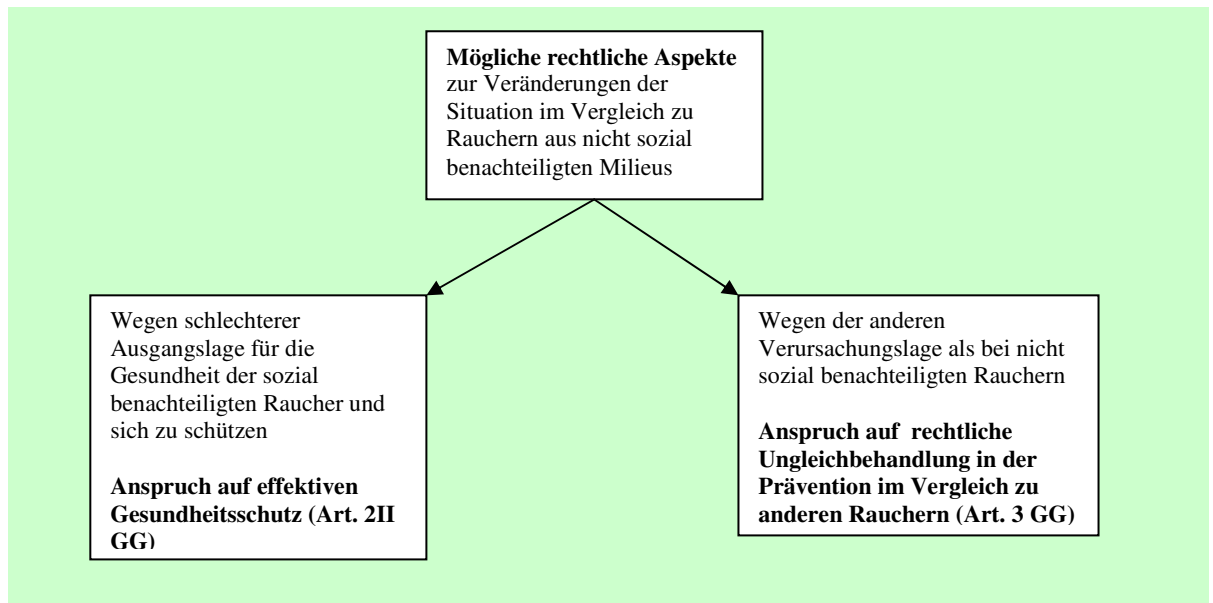 Mögliche rechtliche Aspekte
zur Veränderungen der
Situation im Vergleich zu
Rauchern aus nicht sozial
benachteiligten Milieus
Wegen schlechterer
Ausgangslage für die
Gesundheit der sozial
benachteiligten Raucher und
sich zu schützen
Anspruch auf effektiven
Gesundheitsschutz (Art. 2II
GG)
Wegen der anderen
Verursachungslage als bei nicht
sozial benachteiligten Rauchern
Anspruch auf rechtliche
Ungleichbehandlung in der
Prävention im Vergleich zu
anderen Rauchern (Art. 3 GG)